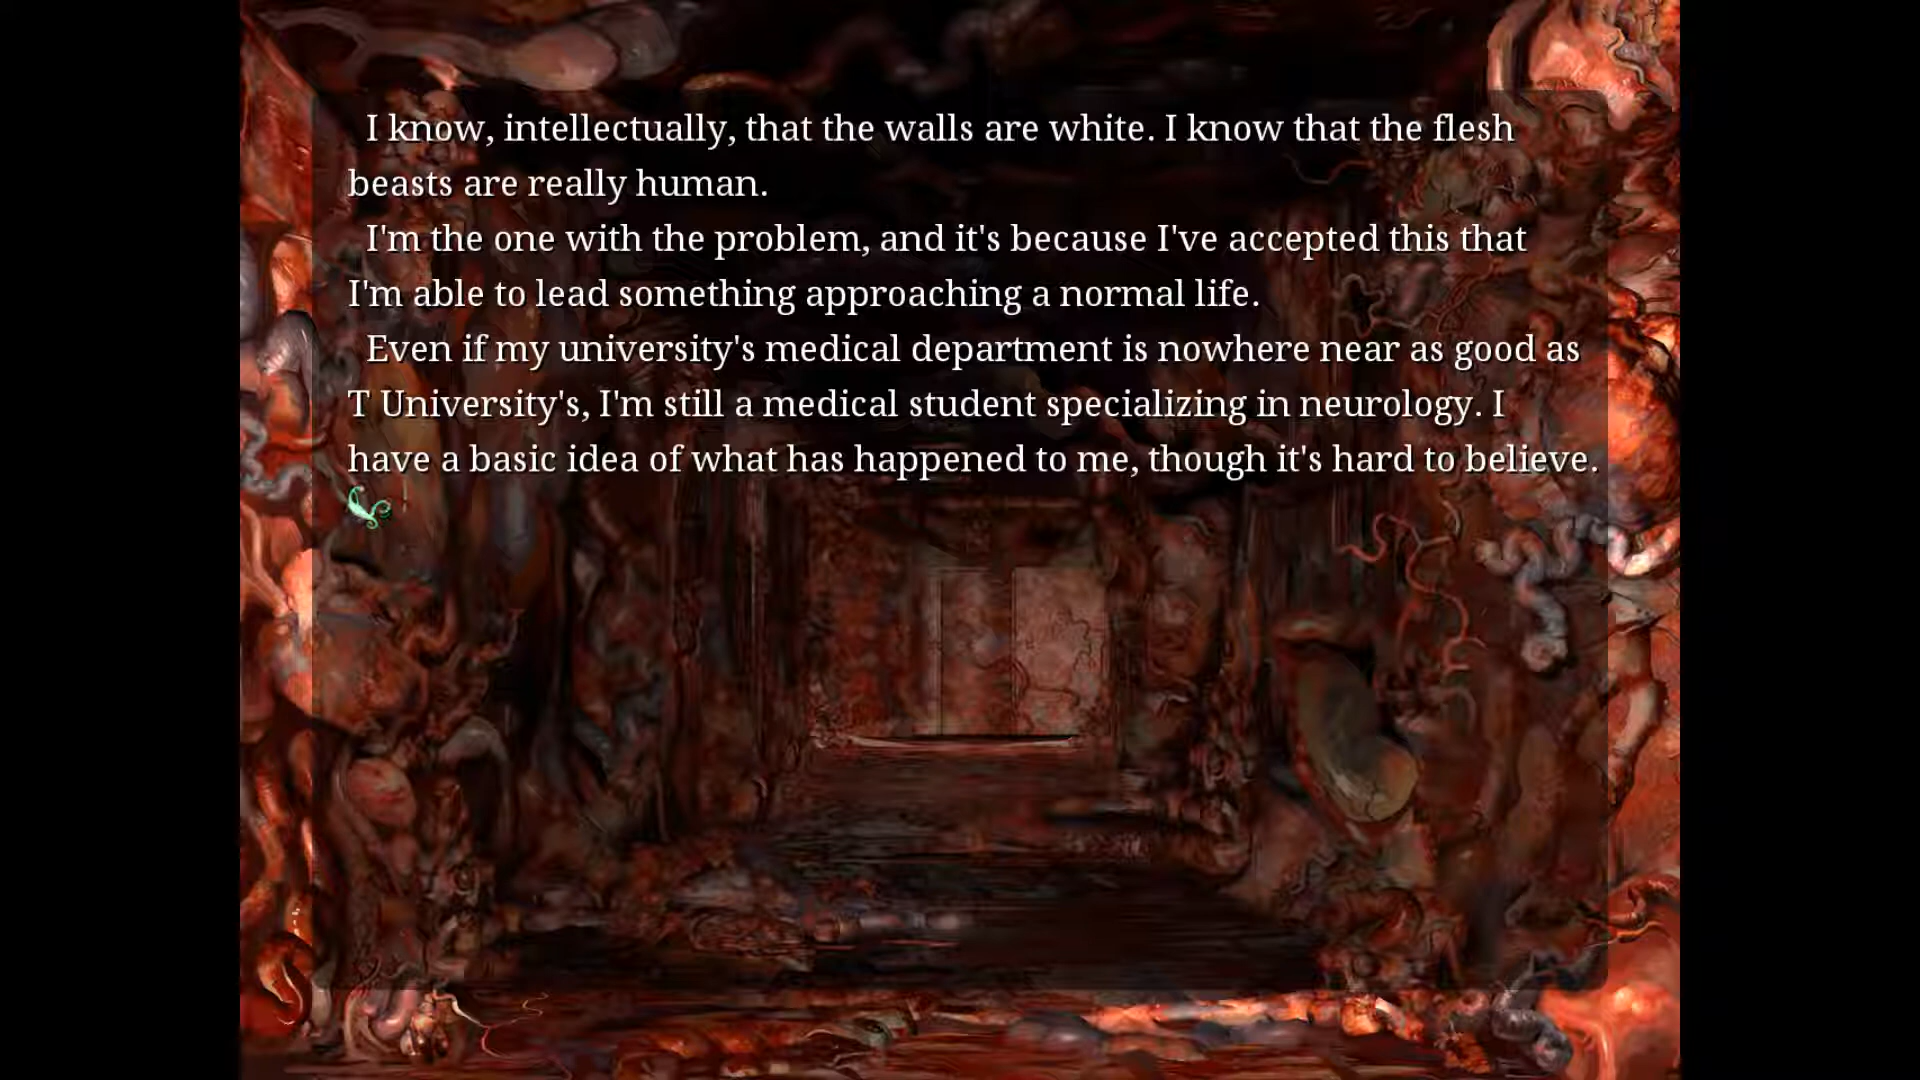 I know, intellectually, that the walls are white. I know that the flesh
beasts are really human.
I'm the one with the problem, and it's because I've accepted this that
I'm able to lead something approaching a normal life.
Even if my university's medical department is nowhere near as good as
T University's, I'm still a medical student specializing in neurology. I
have a basic idea of what has happened to me, though it's hard to believe.